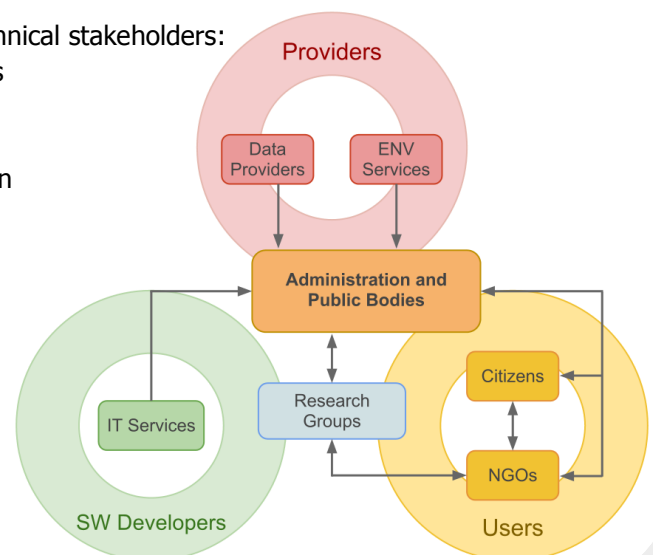 hnical stakeholders:
s
n
Providers
Data
Providers
ENV
Services
Administration and
Public Bodies
Citizens
Research
Groups
IT Services
NGOs
SW Developers
Users